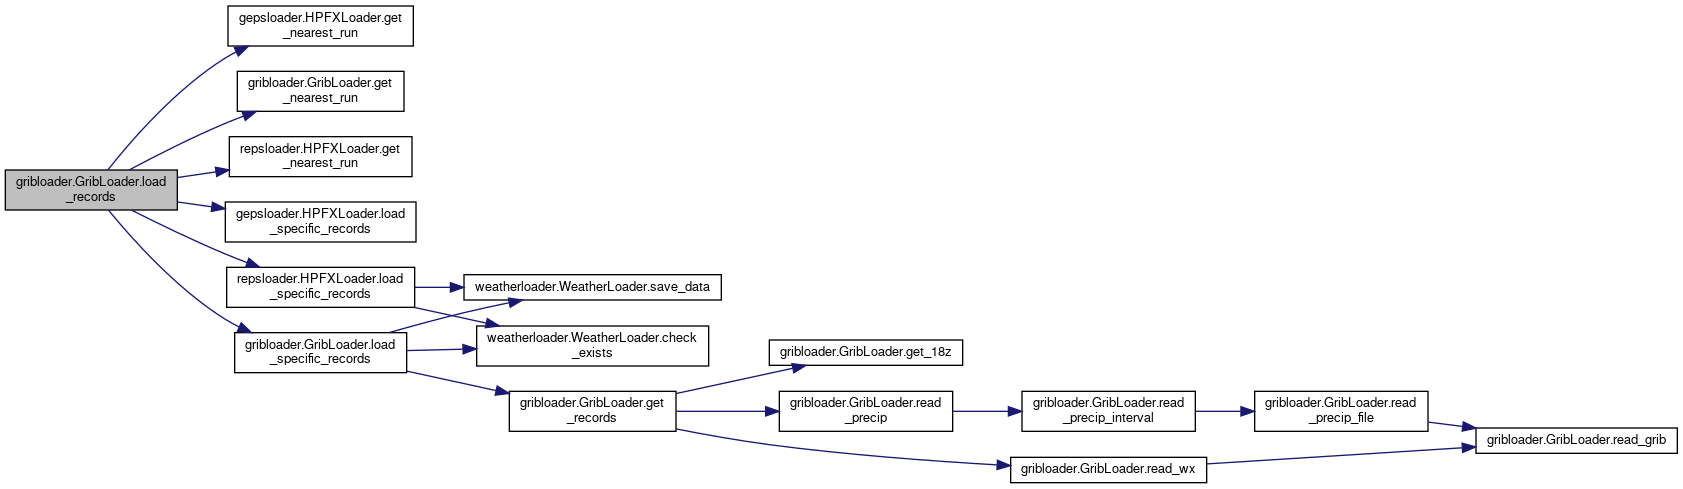 gepsloader.HPFXLoader.get
_nearest_run
gribloader.GribLoader.get
_nearest_run
repsloader.HPFXLoader.get
_nearest_run
gribloader.GribLoader.load
_records
gepsloader.HPFXLoader.load
_specific_records
repsloader.HPFXLoader.load
_specific_records
weatherloader.WeatherLoader.save_data
gribloader.GribLoader.load
_specific_records
weatherloader.WeatherLoader.check
_exists
gribloader.GribLoader.get_18z
gribloader.GribLoader.get
_records
gribloader.GribLoader.read
_precip
gribloader.GribLoader.read
_precip_interval
gribloader.GribLoader.read
_precip_file
gribloader.GribLoader.read_grib
gribloader.GribLoader.read_wx